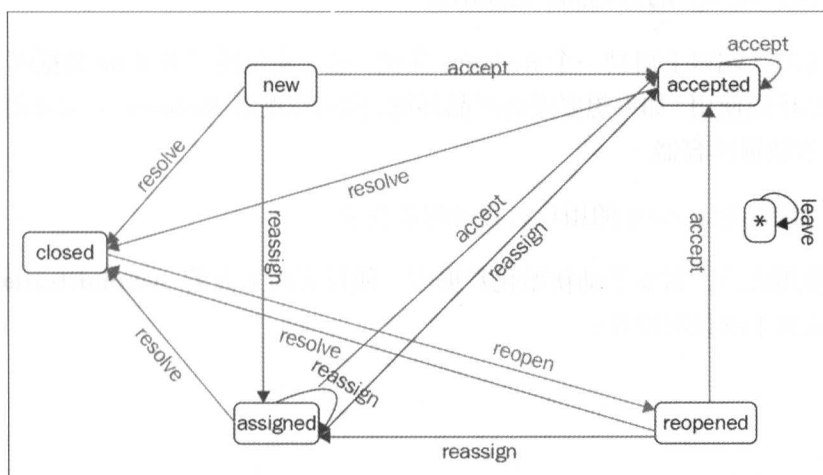 accept
new
accept
accepted
resolve
resolve
accept
reassign
reassign
accept
*
leave
closed
resolve
resolve
reopen
reassign
assigned
reopened
reassign